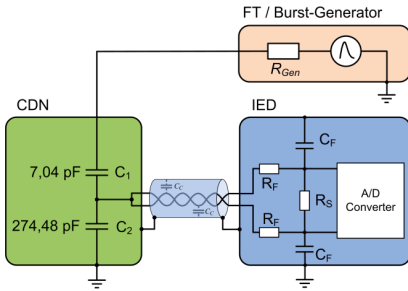 FT / Burst-Generator
R_Gen
CDN
IED
7,04 pF C₁
274,48 pF C₂
C_C
C_C
C_F
R_F
R_S
R_F
C_F
A/D
Converter